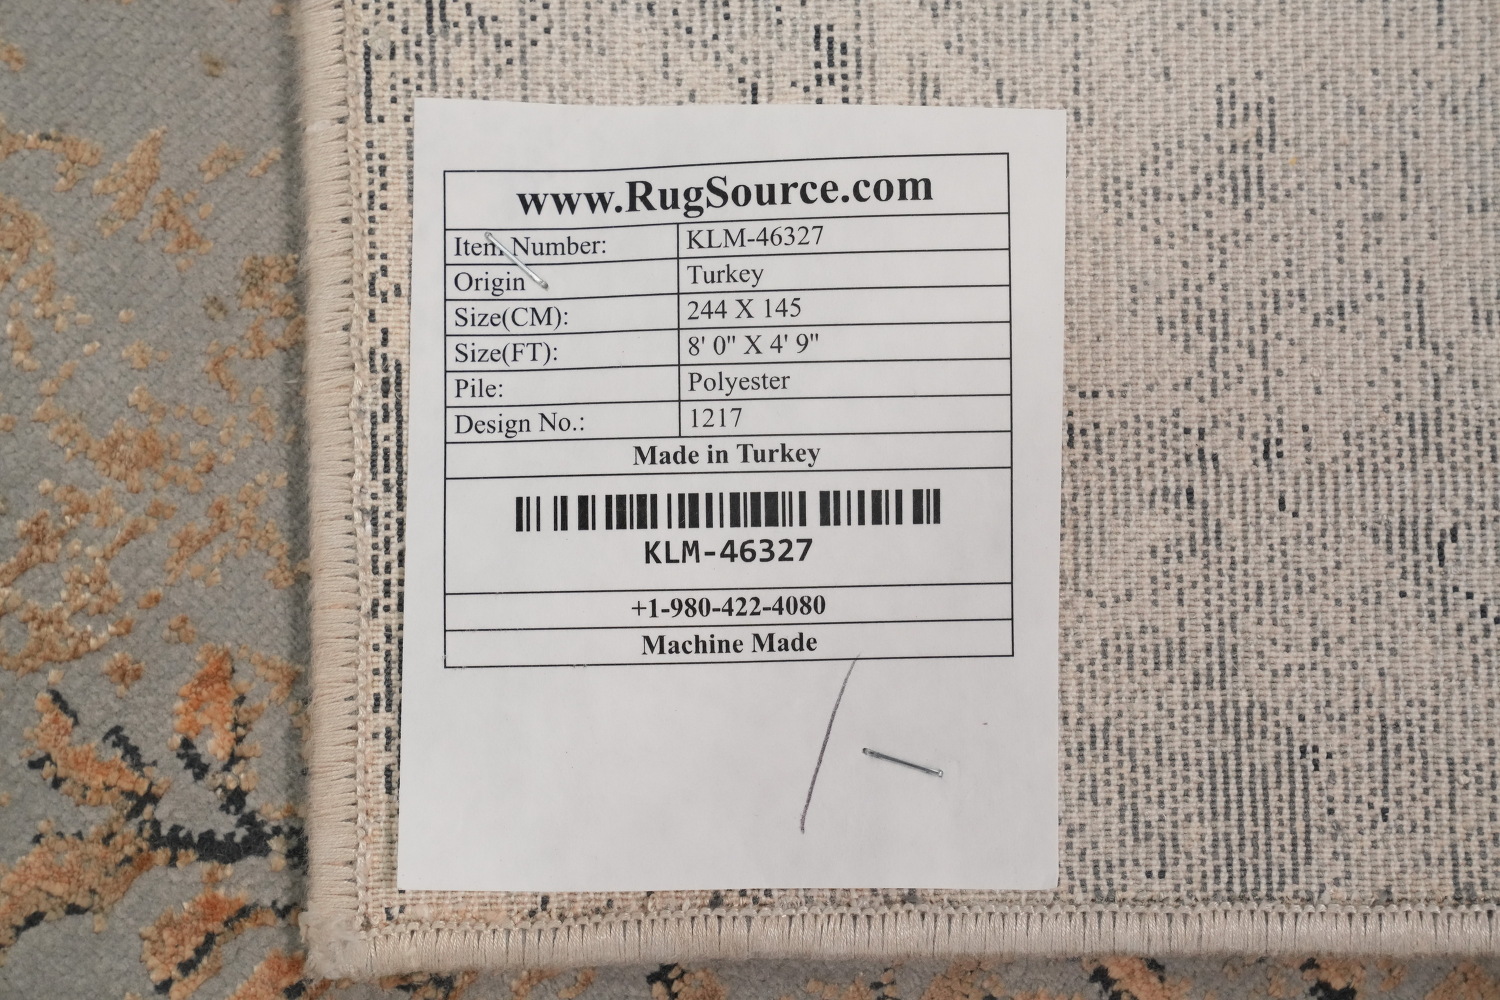 www.RugSource.com
Item Number: KLM-46327
Origin Turkey
Size(CM): 244 X 145
Size(FT): 8' 0" X 4' 9"
Pile: Polyester
Design No.: 1217
Made in Turkey
KLM-46327
+1-980-422-4080
Machine Made